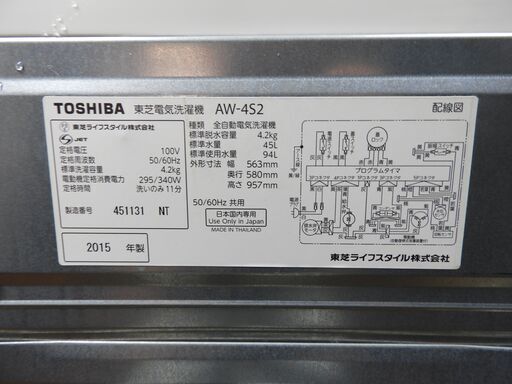 TOSHIBA 東芝電気洗濯機 AW-4S2 配線図
東芝ライフスタイル株式会社
JET
定格電圧 100V
定格周波数 50/60Hz
標準洗濯容量 4.2kg
電動機定格消費電力 295/340W
定格時間 洗いのみ 11分
製造番号 451131 NT
2015 年製
種類 全自動電気洗濯機
標準脱水容量 4.2kg
標準水量 45L
標準使用水量 94L
外形寸法 幅 563mm
奥行 580mm
高さ 957mm
50/60Hz 共用
日本国内専用
Use Only in Japan
MADE IN THAILAND
プログラムタイマ
東芝ライフスタイル株式会社